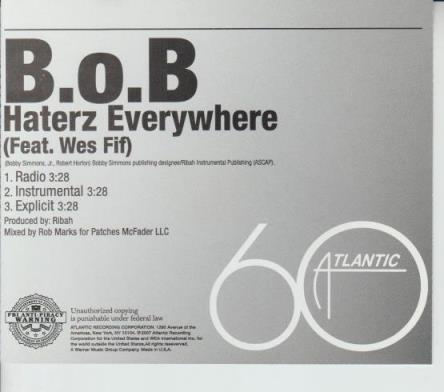 B.o.B
Haterz Everywhere
(Feat. Wes Fif)
(Bobby Simmons, Jr., Robert Horton) Bobby Simmons publishing designee/Ribah Instrumental Publishing (ASCAP).
1. Radio 3:28
2. Instrumental 3:28
3. Explicit 3:28
Produced by: Ribah
Mixed by Rob Marks for Patches McFader LLC
60
ATLANTIC
FBI ANTI-PIRACY
WARNING
Unauthorized copying
is punishable under federal law
ATLANTIC RECORDING CORPORATION, 1290 Avenue of the
Americas, New York, NY 10104. ℗©2007 Atlantic Recording
Corporation for the United States and WEA International Inc. for
the world outside the United States. All rights reserved.
A Warner Music Group Company. Made in U.S.A.